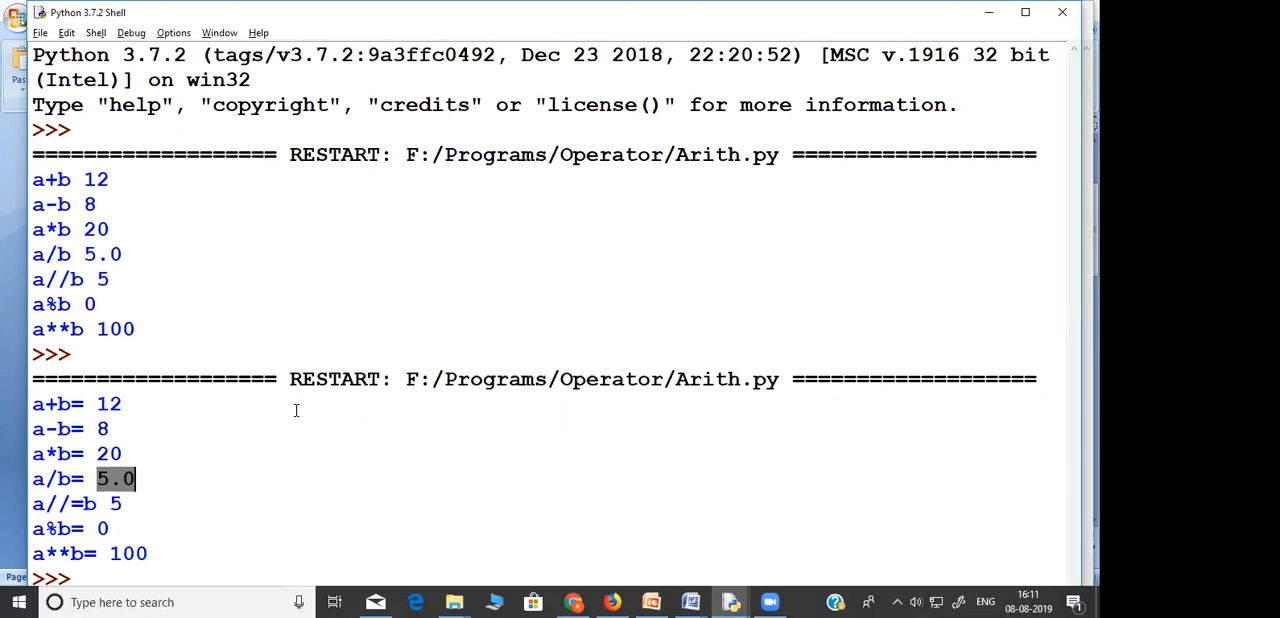 Python 3.7.2 Shell
File Edit Shell Debug Options Window Help
Python 3.7.2 (tags/v3.7.2:9a3ffc0492, Dec 23 2018, 22:20:52) [MSC v.1916 32 bit
(Intel)] on win32
Type "help", "copyright", "credits" or "license()" for more information.
>>>
=================== RESTART: F:/Programs/Operator/Arith.py ===================
a+b 12
a-b 8
a*b 20
a/b 5.0
a//b 5
a%b 0
a**b 100
>>>
=================== RESTART: F:/Programs/Operator/Arith.py ===================
a+b= 12
a-b= 8
a*b= 20
a/b= 5.0
a//=b 5
a%b= 0
a**b= 100
>>>
Pas
Page
Type here to search
ENG
16:11
08-08-2019
1